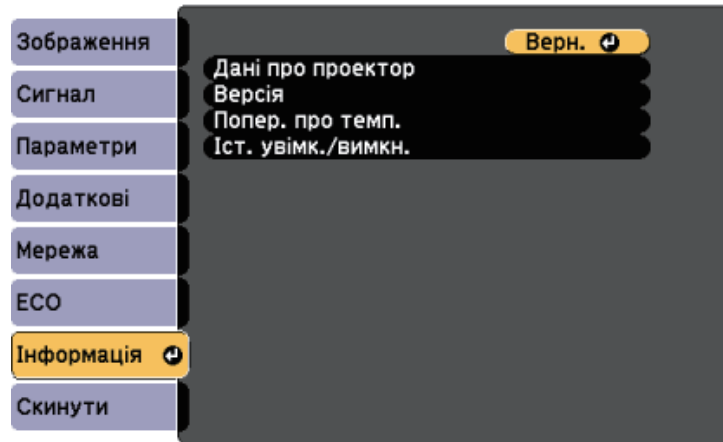 Зображення
Сигнал
Параметри
Додаткові
Мережа
ECO
Інформація
Скинути
Верн.
Дані про проектор
Версія
Попер. про темп.
Іст. увімк./вимкн.